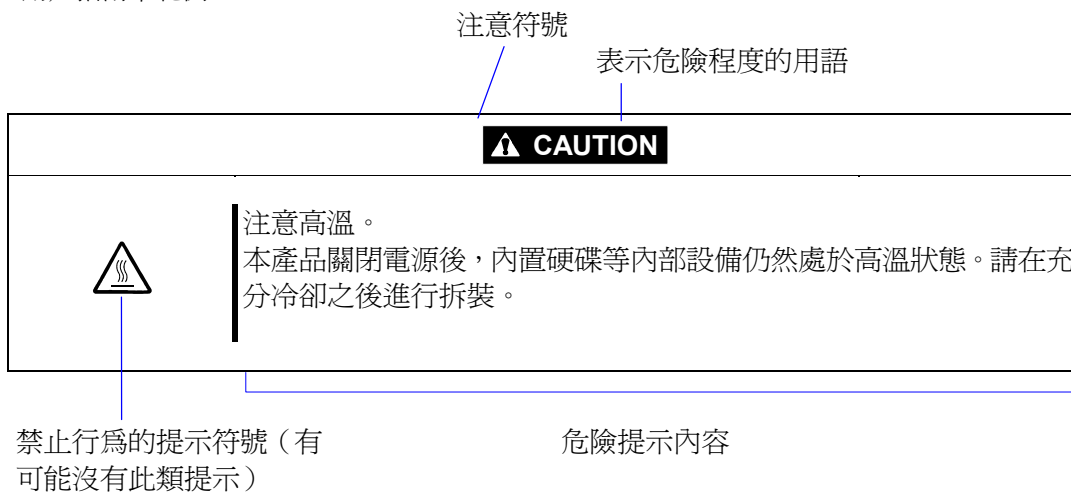 注意符號
表示危險程度的用語
CAUTION
注意高溫。
本產品關閉電源後，內置硬碟等內部設備仍然處於高溫狀態。請在充
分冷卻之後進行拆裝。
禁止行爲的提示符號（有
可能沒有此類提示）
危險提示內容